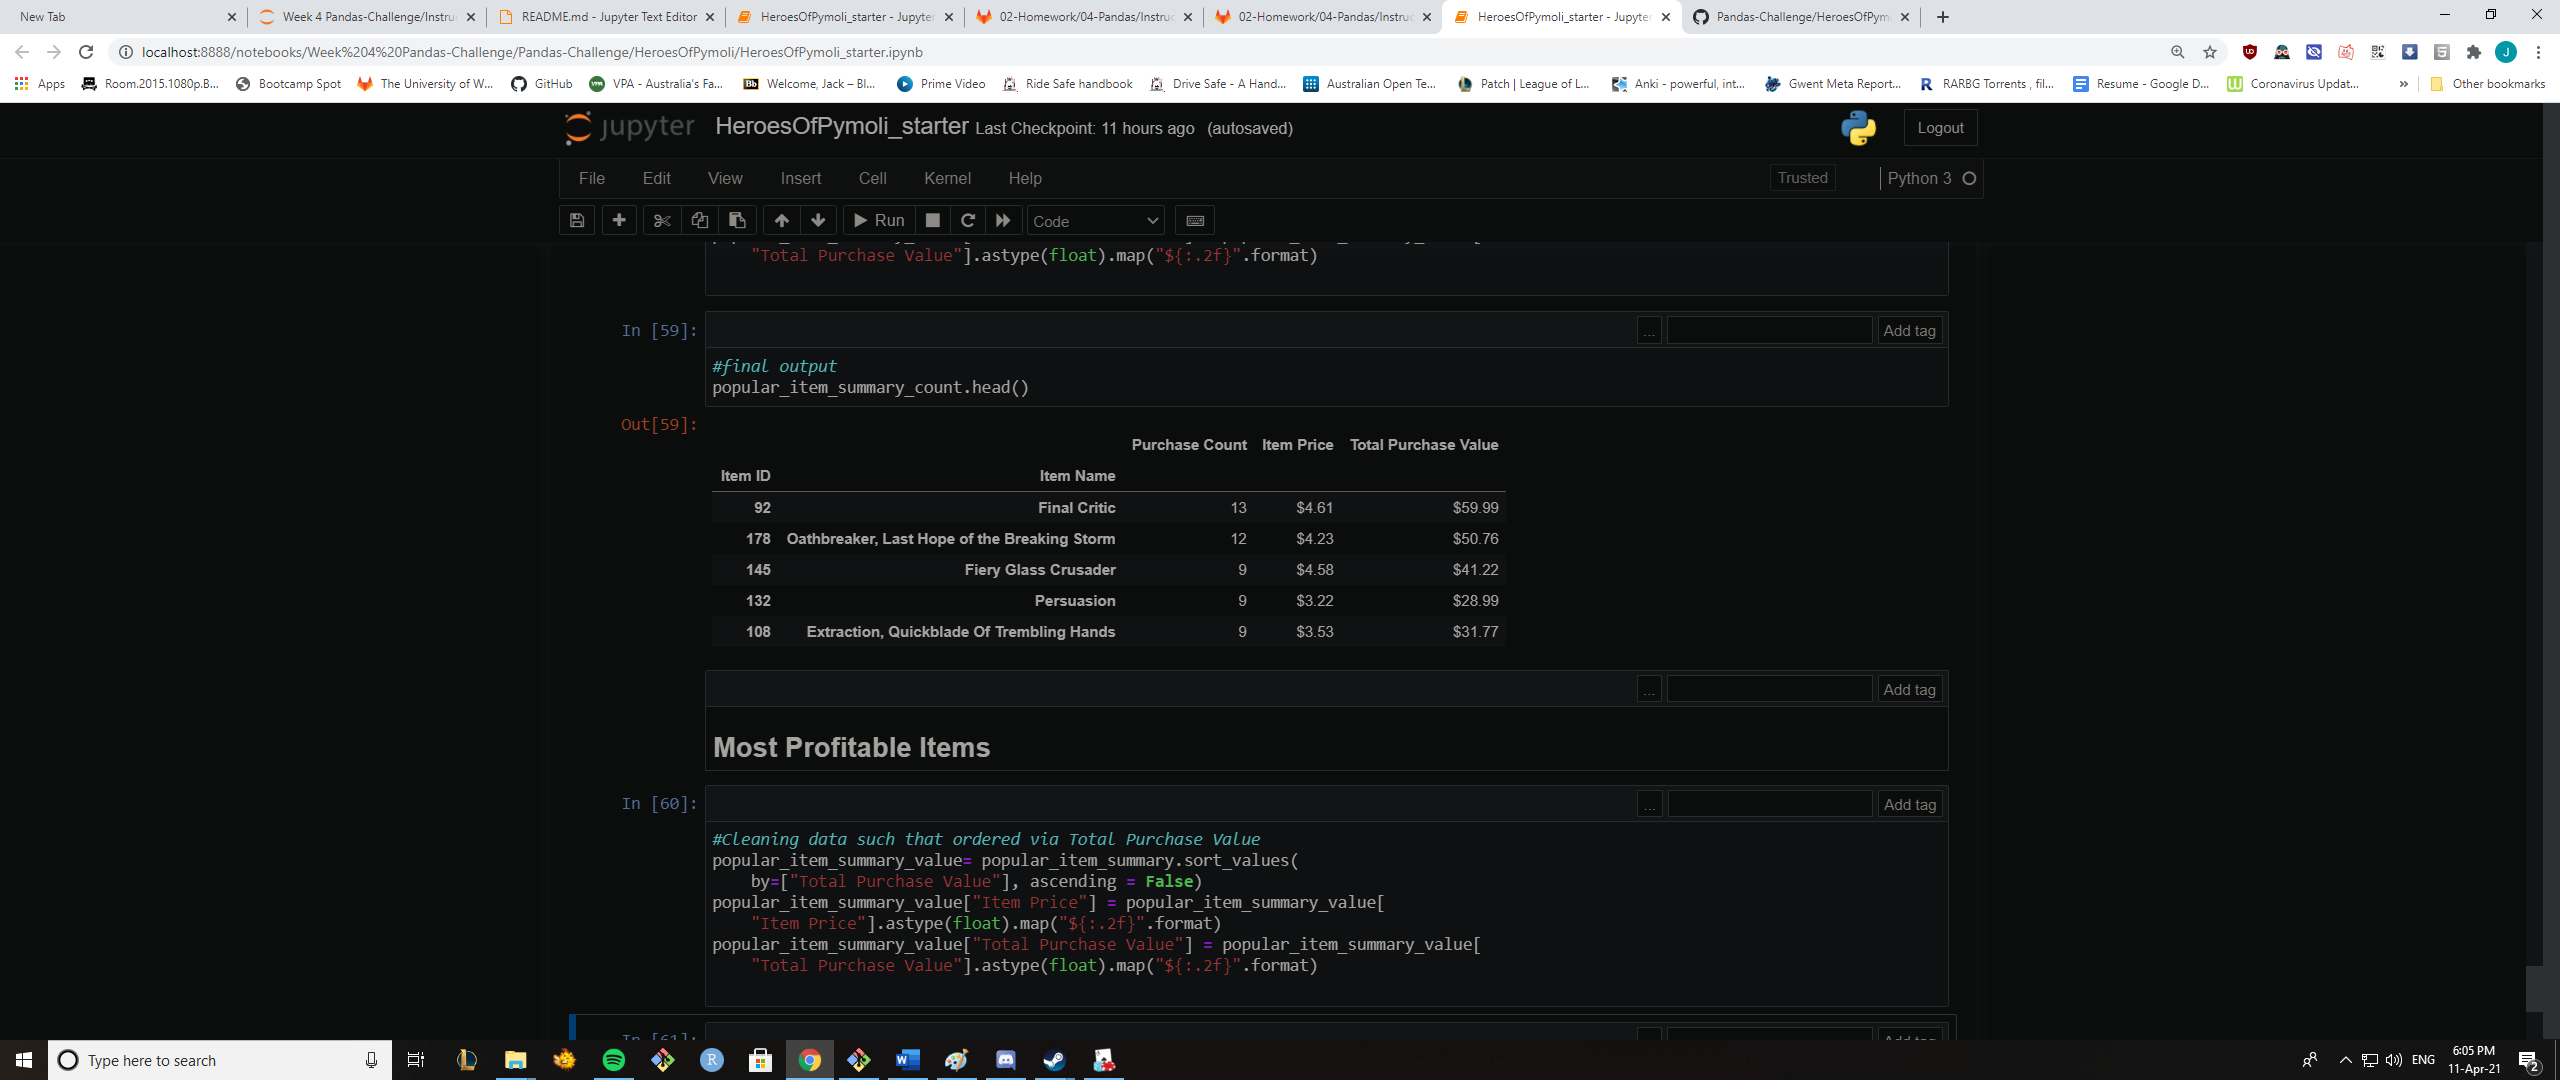 New Tab
Week 4 Pandas-Challenge/Instruc
README.md - Jupyter Text Editor
HeroesOfPymoli_starter - Jupyter
02-Homework/04-Pandas/Instruc
02-Homework/04-Pandas/Instruc
HeroesOfPymoli_starter - Jupyter
Pandas-Challenge/HeroesOfPym
localhost:8888/notebooks/Week%204%20Pandas-Challenge/Pandas-Challenge/HeroesOfPymoli/HeroesOfPymoli_starter.ipynb
Apps
Room.2015.1080p.B...
Bootcamp Spot
The University of W...
GitHub
VPA - Australia's Fa...
Welcome, Jack – Bl...
Prime Video
Ride Safe handbook
Drive Safe - A Hand...
Australian Open Te...
Patch | League of L...
Anki - powerful, int...
Gwent Meta Report...
RARBG Torrents , fil...
Resume - Google D...
Coronavirus Updat...
»
Other bookmarks
jupyter HeroesOfPymoli_starter Last Checkpoint: 11 hours ago (autosaved)
Logout
File Edit View Insert Cell Kernel Help
Trusted
Python 3
Run
Code
"Total Purchase Value"].astype(float).map("${:.2f}".format)
In [59]:
... Add tag
#final output
popular_item_summary_count.head()
Out[59]:
Purchase Count Item Price Total Purchase Value
Item ID Item Name
92 Final Critic 13 $4.61 $59.99
178 Oathbreaker, Last Hope of the Breaking Storm 12 $4.23 $50.76
145 Fiery Glass Crusader 9 $4.58 $41.22
132 Persuasion 9 $3.22 $28.99
108 Extraction, Quickblade Of Trembling Hands 9 $3.53 $31.77
... Add tag
Most Profitable Items
In [60]:
... Add tag
#Cleaning data such that ordered via Total Purchase Value
popular_item_summary_value= popular_item_summary.sort_values(
by=["Total Purchase Value"], ascending = False)
popular_item_summary_value["Item Price"] = popular_item_summary_value[
"Item Price"].astype(float).map("${:.2f}".format)
popular_item_summary_value["Total Purchase Value"] = popular_item_summary_value[
"Total Purchase Value"].astype(float).map("${:.2f}".format)
In [61]:
... Add tag
Type here to search
ENG
6:05 PM
11-Apr-21
2